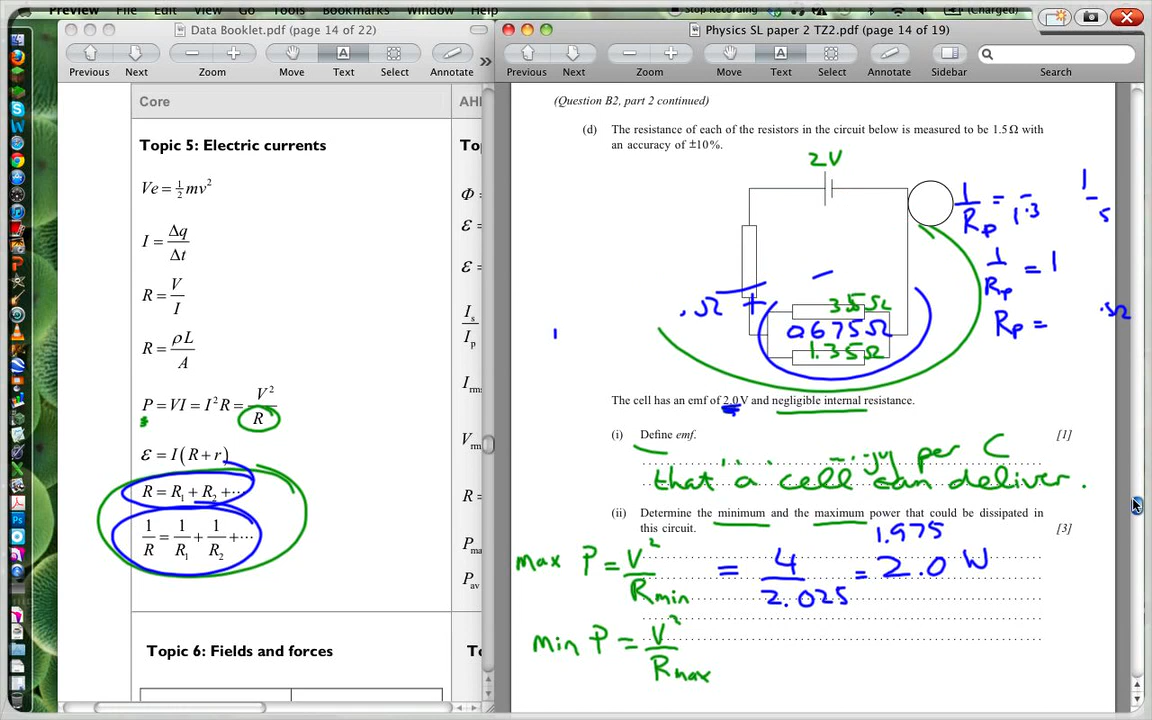 Preview File Edit View Go Tools Bookmarks Window Help Stop Recording (Charged)
Data Booklet.pdf (page 14 of 22)
Previous Next Zoom Move Text Select Annotate »
Core
AHL
Topic 5: Electric currents
Ve = ½mv²
I = Δq/Δt
R = V/I
R = ρL/A
P = VI = I²R = V²/R
ε = I(R + r)
R = R₁ + R₂ + ⋯
1/R = 1/R₁ + 1/R₂ + ⋯
Topic 6: Fields and forces
Φ =
ε =
ε =
Iₛ
Iₚ
R =
Physics SL paper 2 TZ2.pdf (page 14 of 19)
Previous Next Zoom Move Text Select Annotate Sidebar Search
(Question B2, part 2 continued)
(d) The resistance of each of the resistors in the circuit below is measured to be 1.5 Ω with
an accuracy of ±10%.
2V
1/Rp =
1/Rp = 1
Rp =
0.675Ω
1.35Ω
The cell has an emf of 2.0 V and negligible internal resistance.
(i) Define emf. [1]
per C
that a cell can deliver.
(ii) Determine the minimum and the maximum power that could be dissipated in
this circuit. [3]
1.975
max P = V²/Rmin = 4/2.025 = 2.0 W
min P = V²/Rmax